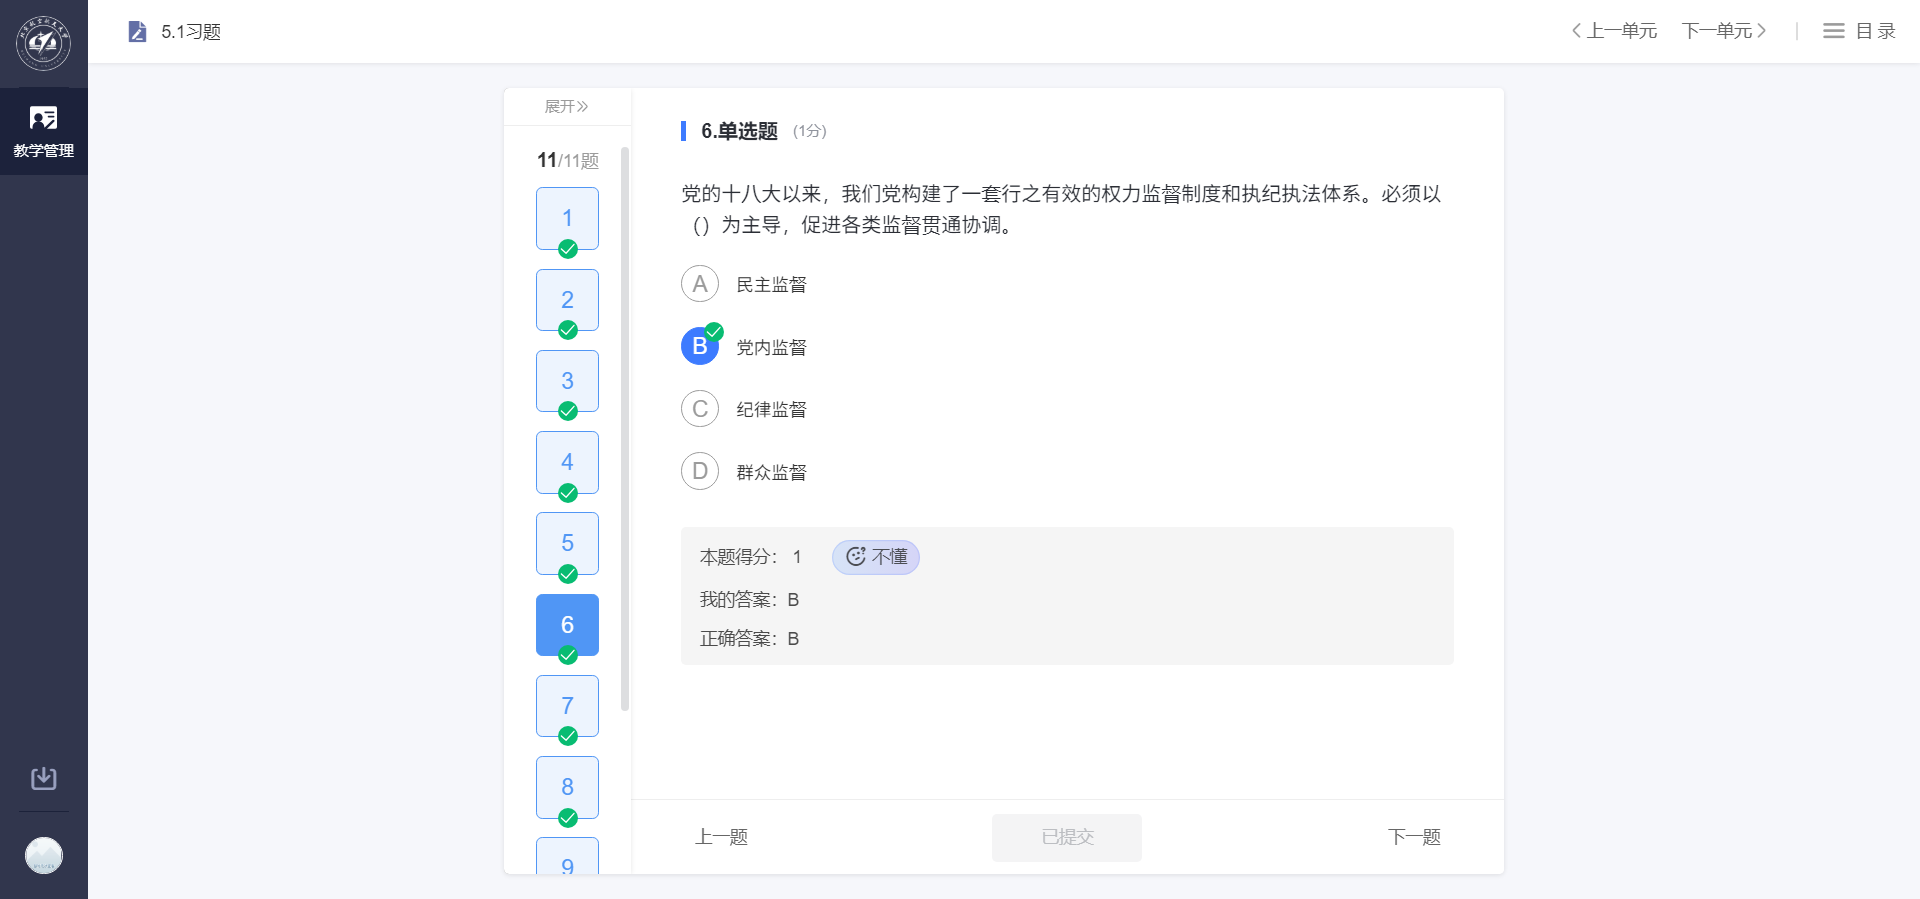 5.1习题
上一单元
下一单元
目录
教学管理
展开
11/11题
1
2
3
4
5
6
7
8
9
6.单选题 (1分)
党的十八大以来，我们党构建了一套行之有效的权力监督制度和执纪执法体系。必须以
（）为主导，促进各类监督贯通协调。
A 民主监督
B 党内监督
C 纪律监督
D 群众监督
本题得分： 1 不懂
我的答案：B
正确答案：B
上一题
已提交
下一题